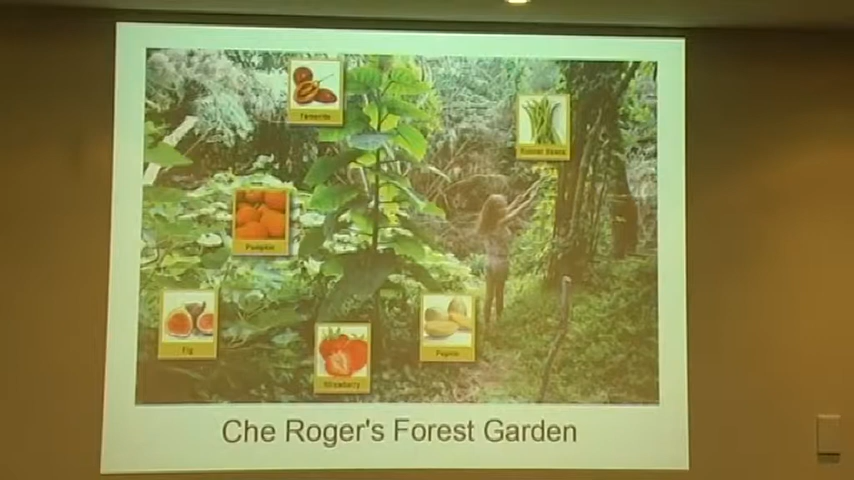 Tamarillo
Runner Beans
Pumpkin
Fig
Strawberry
Pepino
Che Roger's Forest Garden